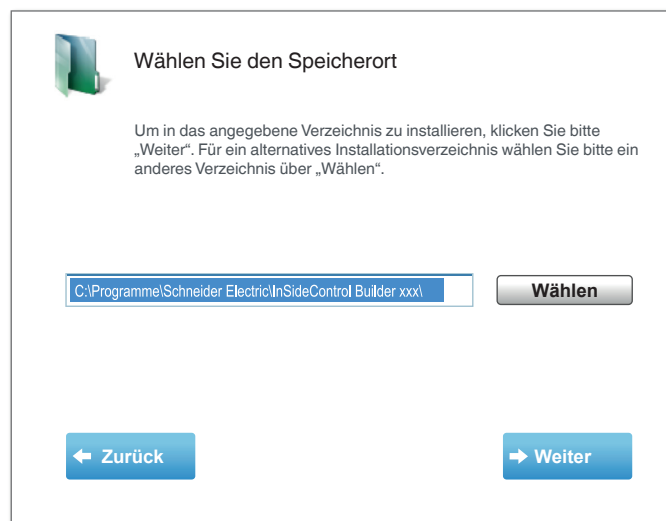 Wählen Sie den Speicherort
Um in das angegebene Verzeichnis zu installieren, klicken Sie bitte
„Weiter“. Für ein alternatives Installationsverzeichnis wählen Sie bitte ein
anderes Verzeichnis über „Wählen“.
C:\Programme\Schneider Electric\InSideControl Builder xxx\
Wählen
Zurück
Weiter